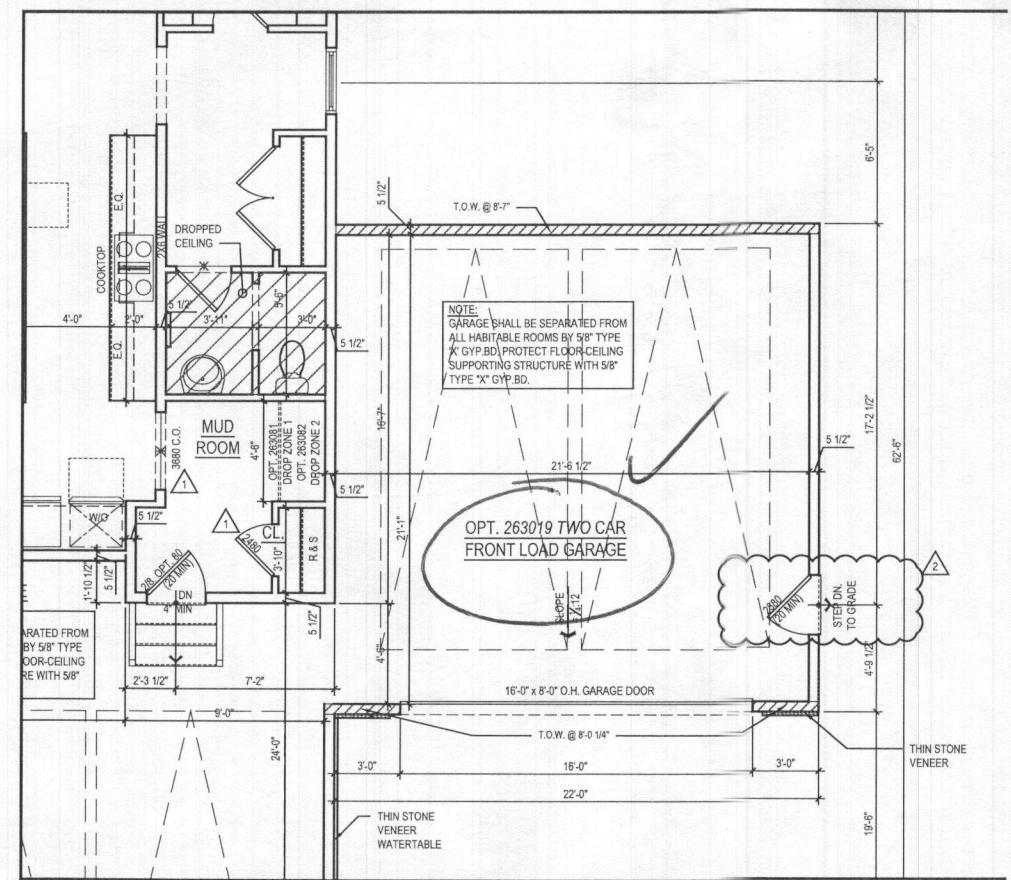 6'-5"
5 1/2"
T.O.W. @ 8'-7"
E.Q.
COOKTOP
E.Q.
2X6 WALL
DROPPED
CEILING
5 1/2"
4'-0"
2'-0"
3'-11"
3'-0"
5'-6"
5 1/2"
NOTE:
GARAGE SHALL BE SEPARATED FROM
ALL HABITABLE ROOMS BY 5/8" TYPE
'X' GYP.BD. PROTECT FLOOR-CEILING
SUPPORTING STRUCTURE WITH 5/8"
TYPE "X" GYP.BD.
16'-7"
17'-2 1/2"
62'-6"
MUD
ROOM
3680 C.O.
1
4'-6"
OPT. 263081
DROP ZONE 1
OPT. 263082
DROP ZONE 2
5 1/2"
21'-6 1/2"
5 1/2"
21'-1"
OPT. 263019 TWO CAR
FRONT LOAD GARAGE
W/O
5 1/2"
1
CL.
2480
3'-10"
R & S
1'-10 1/2"
5 1/2"
2/8 OPT. 80
(20 MIN)
DN
4" MIN
5 1/2"
SLOPE
2880
(20 MIN)
STEP DN.
TO GRADE
2
E
ARATED FROM
BY 5/8" TYPE
OOR-CEILING
RE WITH 5/8"
4'-6"
4'-9 1/2"
2'-3 1/2"
7'-2"
9'-0"
16'-0" x 8'-0" O.H. GARAGE DOOR
T.O.W. @ 8'-0 1/4"
24'-0"
3'-0"
16'-0"
3'-0"
22'-0"
THIN STONE
VENEER
THIN STONE
VENEER
WATERTABLE
19'-6"